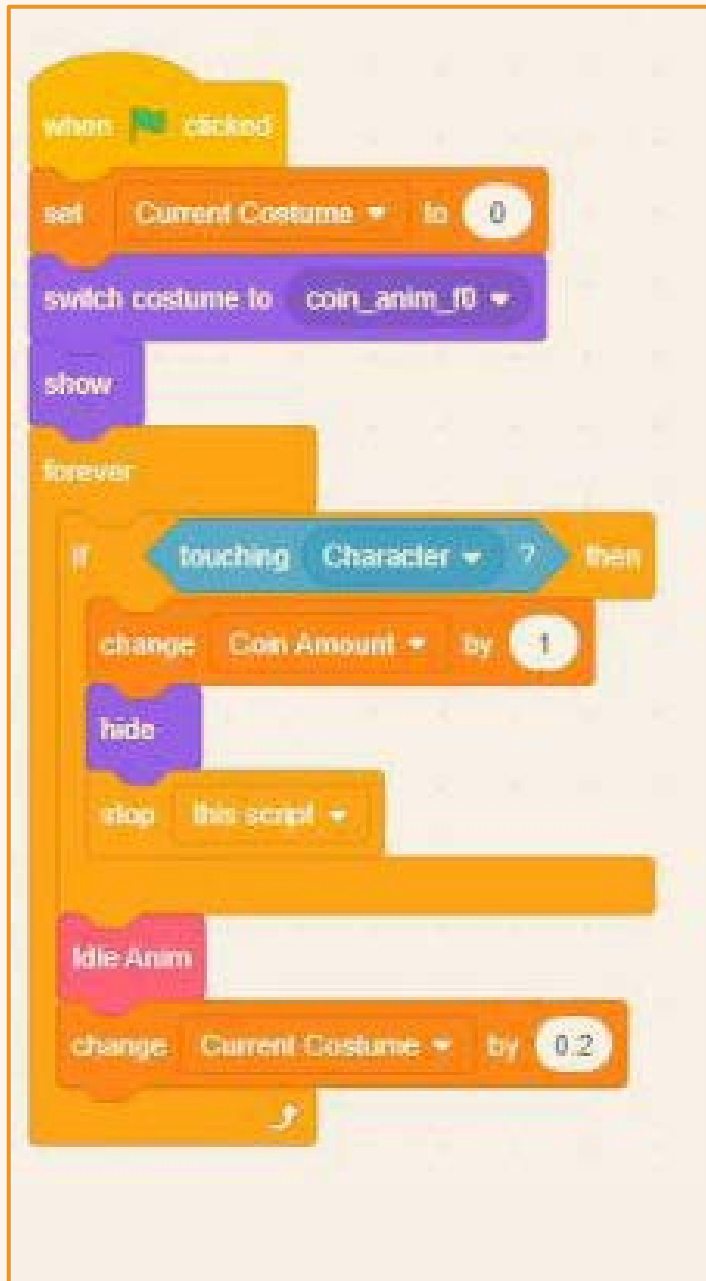 when clicked
set Current Costume to 0
switch costume to coin_anim_f0
show
forever
if touching Character ? then
change Coin Amount by 1
hide
stop this script
Idle Anim
change Current Costume by 0.2